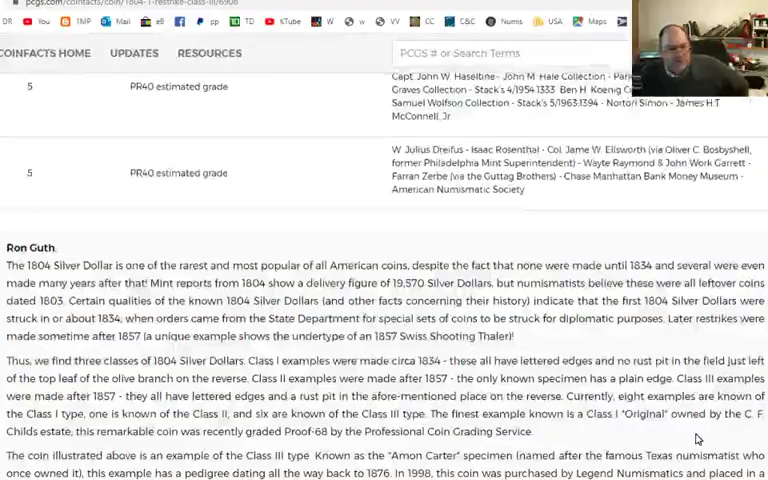 pcgs.com/coinfacts/coin/1804-1-restrike-class-iii/6908
DR You TMP Mail Amazon eB F TD KTube W w VV CC C&C Numis USA Maps
COINFACTS HOME UPDATES RESOURCES PCGS # or Search Terms
5 PR40 estimated grade
Capt. John W. Haseltine - John M. Hale Collection -
Graves Collection - Stack's 4/1954:1333 Ben H. Koenig
Samuel Wolfson Collection - Stack's 5/1963:1394 - Norton Simon - James H.T.
McConnell, Jr.
5 PR40 estimated grade
W. Julius Dreifus - Isaac Rosenthal - Col. Jame W. Ellsworth (via Oliver C. Bosbyshell,
former Philadelphia Mint Superintendent) - Wayte Raymond & John Work Garrett -
Farran Zerbe (via the Guttag Brothers) - Chase Manhattan Bank Money Museum -
American Numismatic Society
Ron Guth:
The 1804 Silver Dollar is one of the rarest and most popular of all American coins, despite the fact that none were made until 1834 and several were even
made many years after that! Mint reports from 1804 show a delivery figure of 19,570 Silver Dollars, but numismatists believe these were all leftover coins
dated 1803. Certain qualities of the known 1804 Silver Dollars (and other facts concerning their history) indicate that the first 1804 Silver Dollars were
struck in or about 1834, when orders came from the State Department for special sets of coins to be struck for diplomatic purposes. Later restrikes were
made sometime after 1857 (a unique example shows the undertype of an 1857 Swiss Shooting Thaler)!
Thus, we find three classes of 1804 Silver Dollars. Class I examples were made circa 1834 - these all have lettered edges and no rust pit in the field just left
of the top leaf of the olive branch on the reverse. Class II examples were made after 1857 - the only known specimen has a plain edge. Class III examples
were made after 1857 - they all have lettered edges and a rust pit in the afore-mentioned place on the reverse. Currently, eight examples are known of
the Class I type, one is known of the Class II, and six are known of the Class III type. The finest example known is a Class I "Original" owned by the C. F.
Childs estate; this remarkable coin was recently graded Proof-68 by the Professional Coin Grading Service.
The coin illustrated above is an example of the Class III type. Known as the "Amon Carter" specimen (named after the famous Texas numismatist who
once owned it), this example has a pedigree dating all the way back to 1876. In 1998, this coin was purchased by Legend Numismatics and placed in a